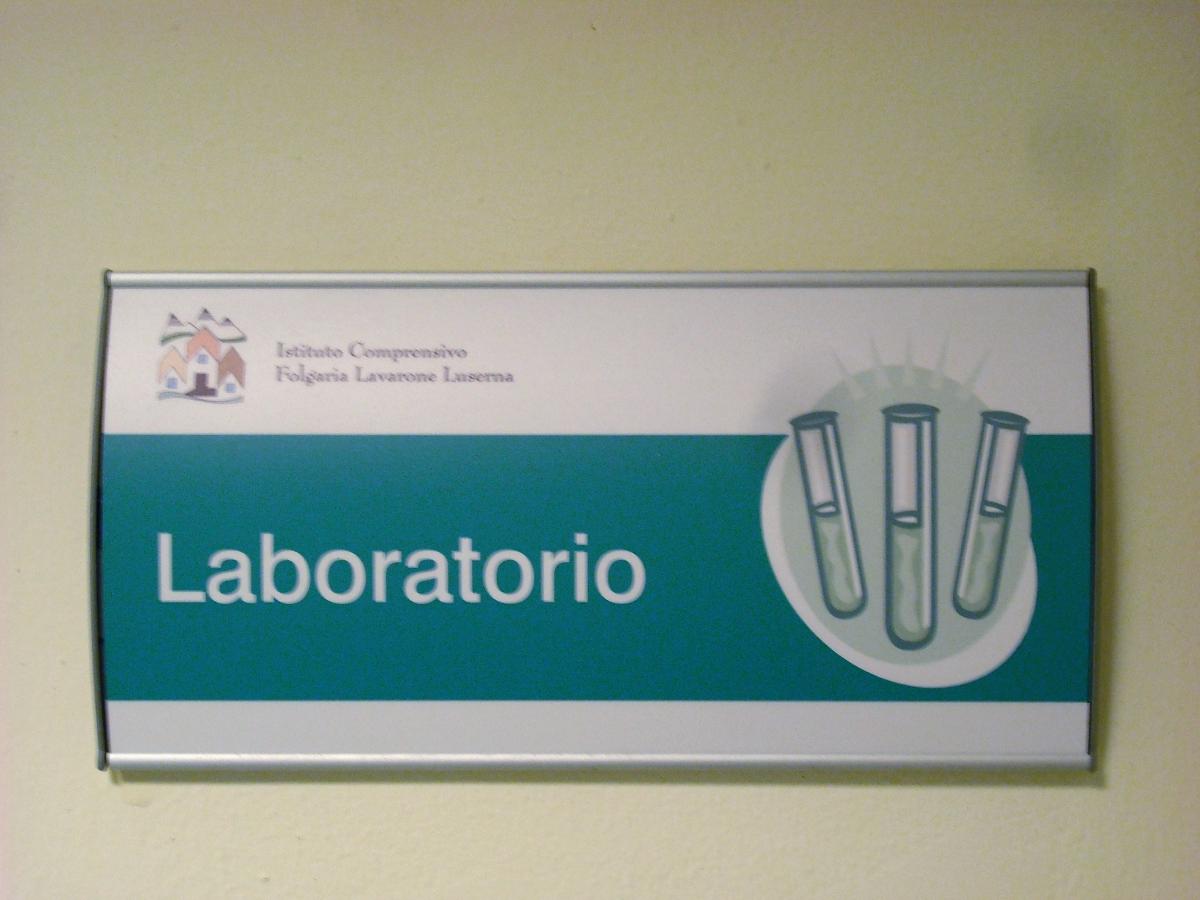 Istituto Comprensivo
Folgaria Lavarone Luserna
Laboratorio